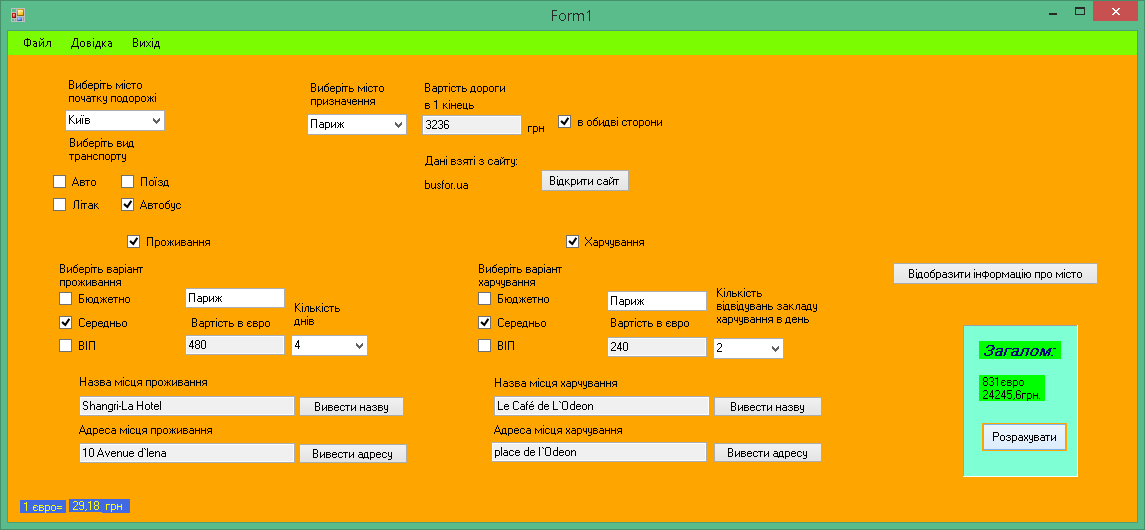 Form1
Файл Довідка Вихід
Виберіть місто
початку подорожі
Київ
Виберіть місто
призначення
Париж
Вартість дороги
в 1 кінець
3236 грн
в обидві сторони
Виберіть вид
транспорту
Авто Поїзд
Літак Автобус
Дані взяті з сайту:
busfor.ua
Відкрити сайт
Проживання
Виберіть варіант
проживання
Бюджетно
Середньо
ВІП
Париж
Вартість в євро
480
Кількість
днів
4
Назва місця проживання
Shangri-La Hotel
Вивести назву
Адреса місця проживання
10 Avenue d`Iena
Вивести адресу
Харчування
Виберіть варіант
харчування
Бюджетно
Середньо
ВІП
Париж
Вартість в євро
240
Кількість
відвідувань закладу
харчування в день
2
Назва місця харчування
Le Café de L`Odeon
Вивести назву
Адреса місця харчування
place de l`Odeon
Вивести адресу
Відобразити інформацію про місто
Загалом:
831євро
24245,6грн.
Розрахувати
1 євро= 29,18 грн